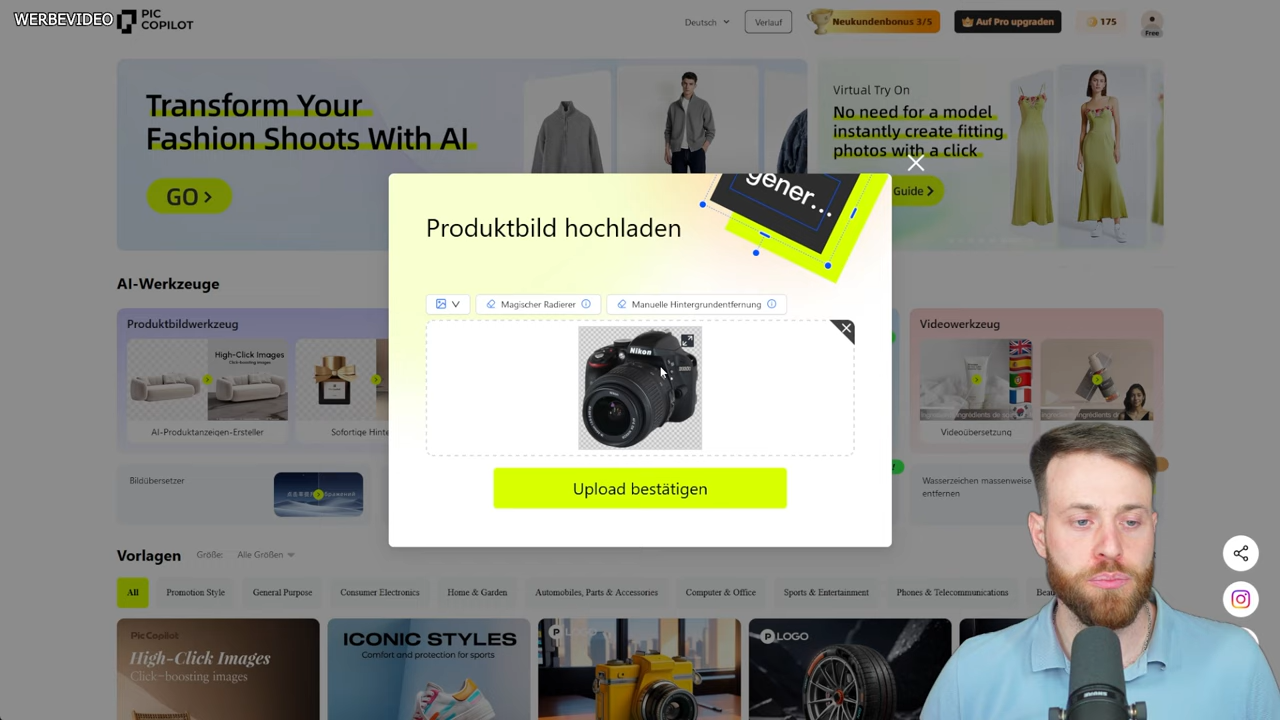 WERBEVIDEO
PIC
COPILOT
Deutsch
Verlauf
Neukundenbonus 3/5
Auf Pro upgraden
175
Free
Transform Your
Fashion Shoots With AI
GO >
Virtual Try On
No need for a model
instantly create fitting
photos with a click
Guide >
gener...
Produktbild hochladen
Magischer Radierer
Manuelle Hintergrundentfernung
Nikon
Upload bestätigen
AI-Werkzeuge
Produktbildwerkzeug
High-Click Images
AI-Produktanzeigen-Ersteller
Sofortige Hinte
Videowerkzeug
Videoübersetzung
Bildübersetzer
Wasserzeichen massenweise
entfernen
Vorlagen
Größe:
Alle Größen
All
Promotion Style
General Purpose
Consumer Electronics
Home & Garden
Automobiles, Parts & Accessories
Computer & Office
Sports & Entertainment
Phones & Telecommunications
Beau
Pic Copilot
High-Click Images
Click-boosting images
ICONIC STYLES
Comfort and protection for sports
P LOGO
P LOGO